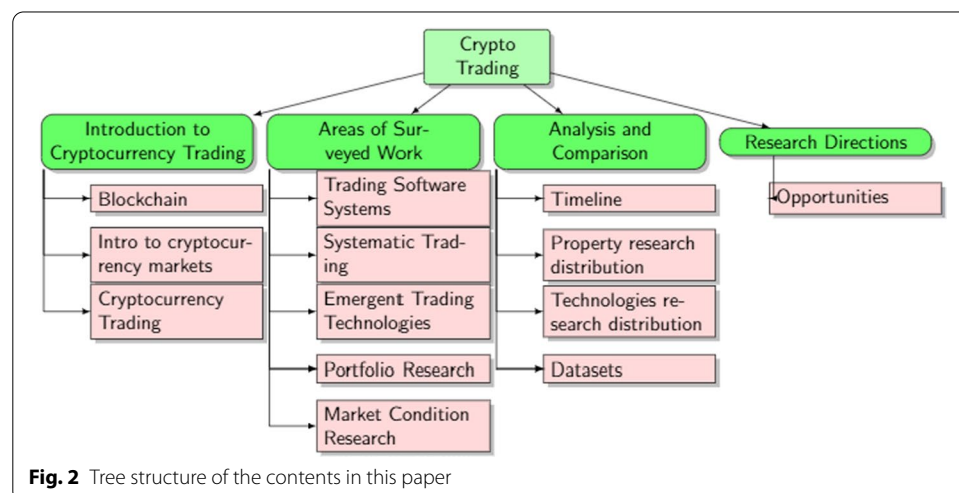 Crypto
Trading
Introduction to
Cryptocurrency Trading
Blockchain
Intro to cryptocur-
rency markets
Cryptocurrency
Trading
Areas of Sur-
veyed Work
Trading Software
Systems
Systematic Trad-
ing
Emergent Trading
Technologies
Portfolio Research
Market Condition
Research
Analysis and
Comparison
Timeline
Property research
distribution
Technologies re-
search distribution
Datasets
Research Directions
Opportunities
Fig. 2 Tree structure of the contents in this paper